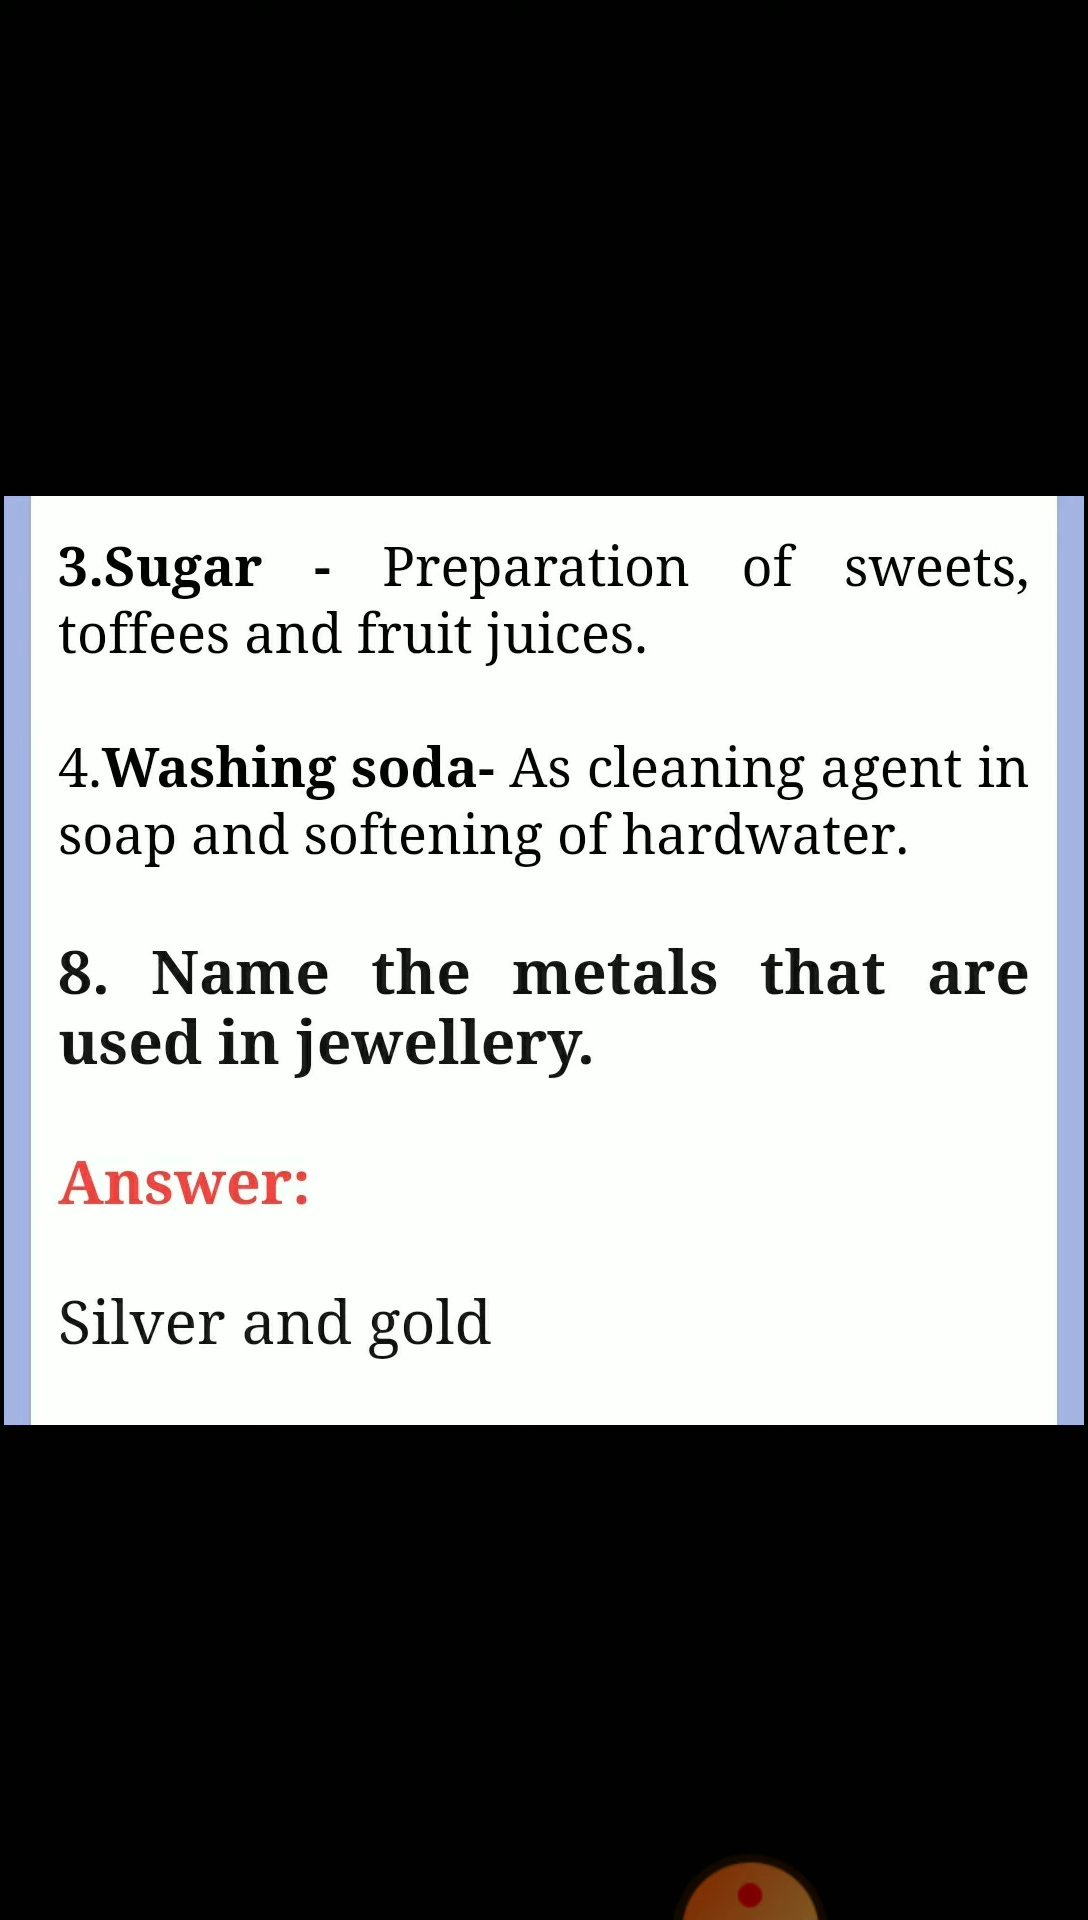 3.Sugar - Preparation of sweets,
toffees and fruit juices.
4.Washing soda- As cleaning agent in
soap and softening of hardwater.
8. Name the metals that are
used in jewellery.
Answer:
Silver and gold